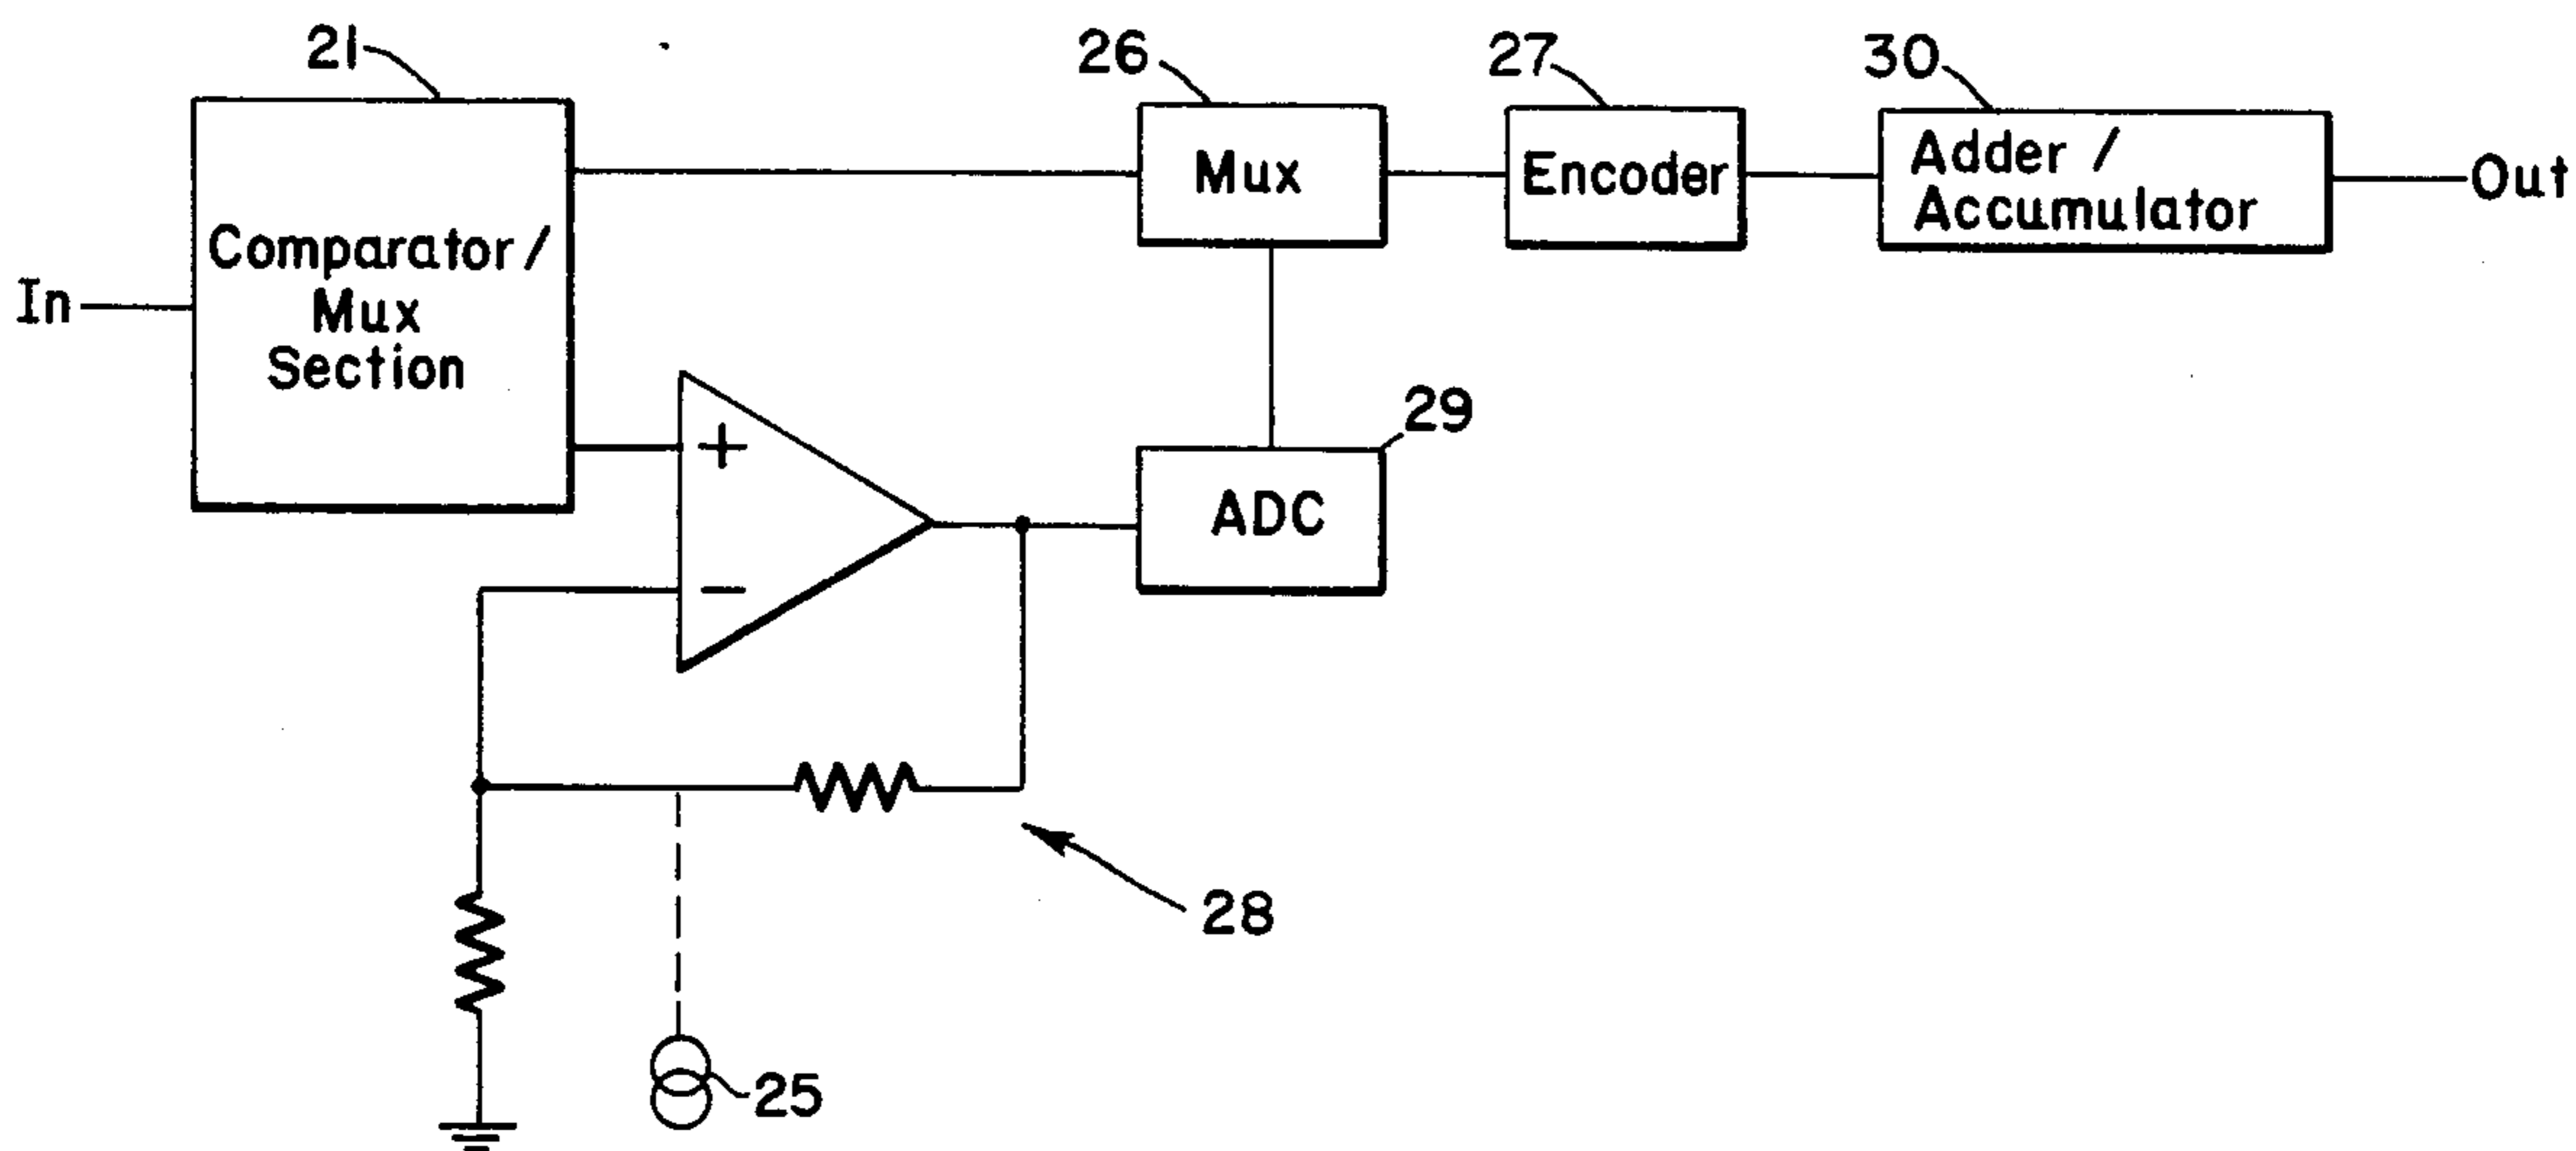 21
26
27
30
In
Comparator /
Mux
Section
Mux
Encoder
Adder /
Accumulator
Out
+
−
29
ADC
28
25